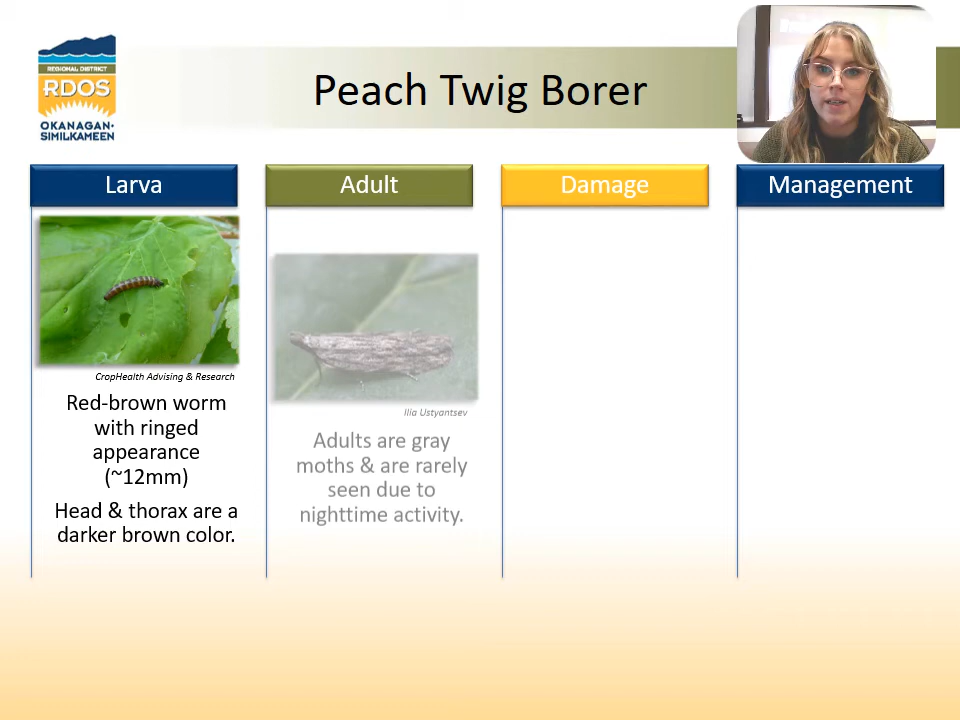 REGIONAL DISTRICT
RDOS
OKANAGAN-
SIMILKAMEEN
Peach Twig Borer
Larva
CropHealth Advising & Research
Red-brown worm
with ringed
appearance
(~12mm)
Head & thorax are a
darker brown color.
Adult
Ilia Ustyantsev
Adults are gray
moths & are rarely
seen due to
nighttime activity.
Damage
Management